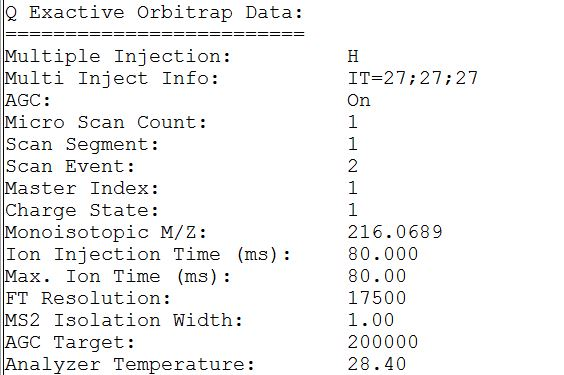 Q Exactive Orbitrap Data:
=========================
Multiple Injection: H
Multi Inject Info: IT=27;27;27
AGC: On
Micro Scan Count: 1
Scan Segment: 1
Scan Event: 2
Master Index: 1
Charge State: 1
Monoisotopic M/Z: 216.0689
Ion Injection Time (ms): 80.000
Max. Ion Time (ms): 80.00
FT Resolution: 17500
MS2 Isolation Width: 1.00
AGC Target: 200000
Analyzer Temperature: 28.40